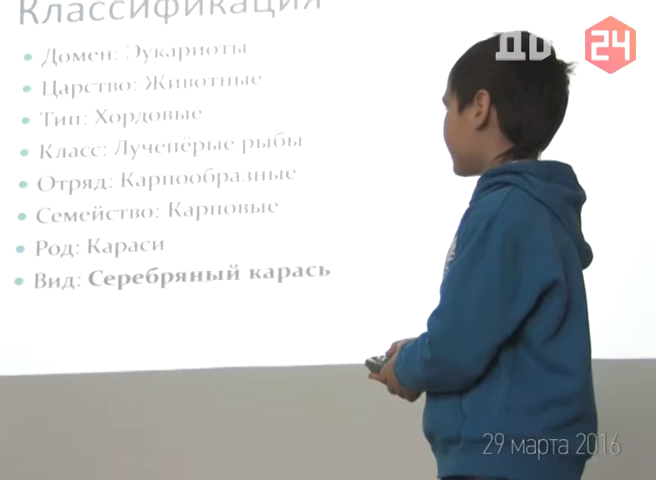 Классификация
Домен: Эукариоты
Царство: Животные
Тип: Хордовые
Класс: Лучепёрые рыбы
Отряд: Карпообразные
Семейство: Карповые
Род: Караси
Вид: Серебряный карась
24
29 марта 2016